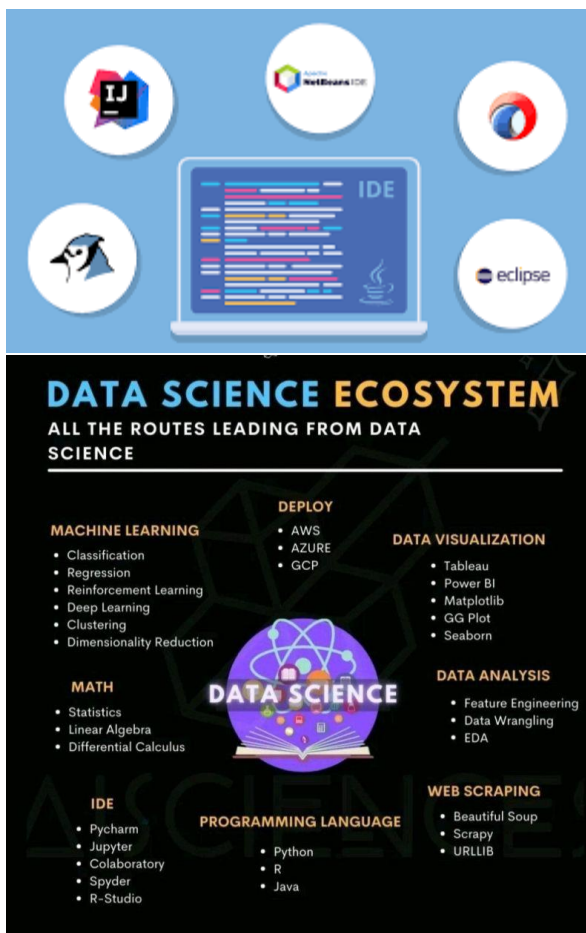 IJ
Apache
NetBeans IDE
IDE
eclipse
DATA SCIENCE ECOSYSTEM
ALL THE ROUTES LEADING FROM DATA
SCIENCE
DEPLOY
AWS
AZURE
GCP
MACHINE LEARNING
Classification
Regression
Reinforcement Learning
Deep Learning
Clustering
Dimensionality Reduction
DATA VISUALIZATION
Tableau
Power BI
Matplotlib
GG Plot
Seaborn
MATH
Statistics
Linear Algebra
Differential Calculus
DATA SCIENCE
DATA ANALYSIS
Feature Engineering
Data Wrangling
EDA
IDE
Pycharm
Jupyter
Colaboratory
Spyder
R-Studio
PROGRAMMING LANGUAGE
Python
R
Java
WEB SCRAPING
Beautiful Soup
Scrapy
URLLIB
AISCIENCES